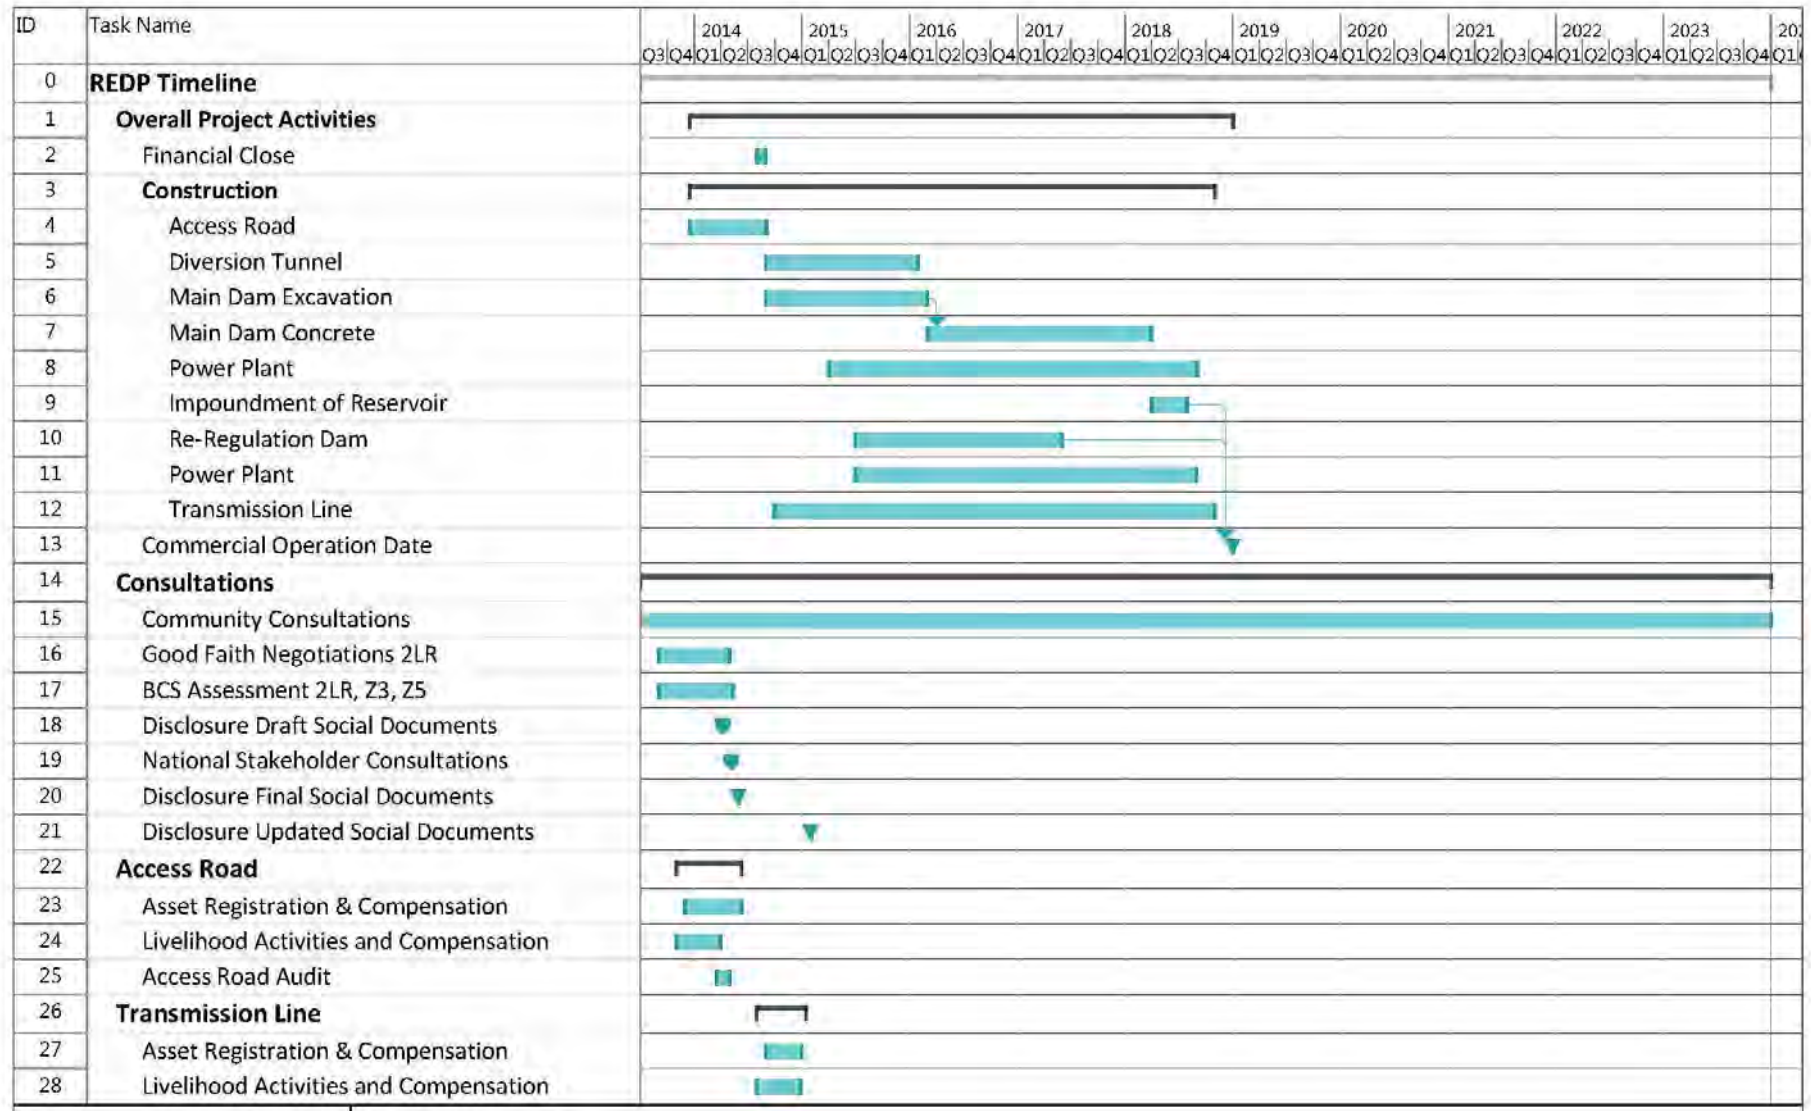 ID Task Name 2014 2015 2016 2017 2018 2019 2020 2021 2022 2023 202
Q3 Q4 Q1 Q2 Q3 Q4 Q1 Q2 Q3 Q4 Q1 Q2 Q3 Q4 Q1 Q2 Q3 Q4 Q1 Q2 Q3 Q4 Q1 Q2 Q3 Q4 Q1 Q2 Q3 Q4 Q1 Q2 Q3 Q4 Q1 Q2 Q3 Q4 Q1 Q2 Q3 Q4 Q1
0 REDP Timeline
1 Overall Project Activities
2 Financial Close
3 Construction
4 Access Road
5 Diversion Tunnel
6 Main Dam Excavation
7 Main Dam Concrete
8 Power Plant
9 Impoundment of Reservoir
10 Re-Regulation Dam
11 Power Plant
12 Transmission Line
13 Commercial Operation Date
14 Consultations
15 Community Consultations
16 Good Faith Negotiations 2LR
17 BCS Assessment 2LR, Z3, Z5
18 Disclosure Draft Social Documents
19 National Stakeholder Consultations
20 Disclosure Final Social Documents
21 Disclosure Updated Social Documents
22 Access Road
23 Asset Registration & Compensation
24 Livelihood Activities and Compensation
25 Access Road Audit
26 Transmission Line
27 Asset Registration & Compensation
28 Livelihood Activities and Compensation